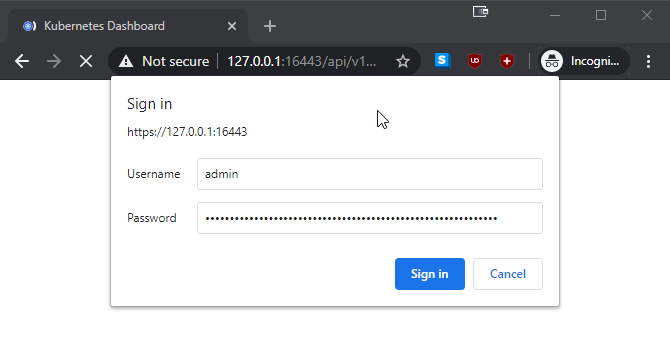 Kubernetes Dashboard
Not secure 127.0.0.1:16443/api/v1... Incogni...
Sign in
https://127.0.0.1:16443
Username admin
Password ••••••••••••••••••••••••••••••••••••••••••••••••••••••••••••••••
Sign in Cancel